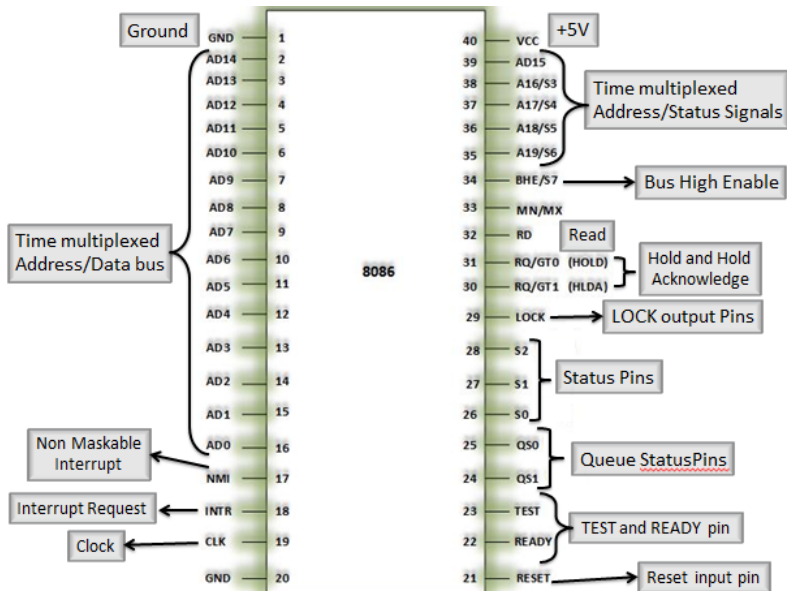 Ground
GND 1
AD14 2
AD13 3
AD12 4
AD11 5
AD10 6
AD9 7
AD8 8
AD7 9
AD6 10
AD5 11
AD4 12
AD3 13
AD2 14
AD1 15
AD0 16
NMI 17
INTR 18
CLK 19
GND 20
Time multiplexed
Address/Data bus
Non Maskable
Interrupt
Interrupt Request
Clock
8086
40 VCC +5V
39 AD15
38 A16/S3
37 A17/S4
36 A18/S5
35 A19/S6
34 BHE/S7
33 MN/MX
32 RD Read
31 RQ/GT0 (HOLD)
30 RQ/GT1 (HLDA)
29 LOCK
28 S2
27 S1
26 S0
25 QS0
24 QS1
23 TEST
22 READY
21 RESET
Time multiplexed
Address/Status Signals
Bus High Enable
Hold and Hold
Acknowledge
LOCK output Pins
Status Pins
Queue StatusPins
TEST and READY pin
Reset input pin